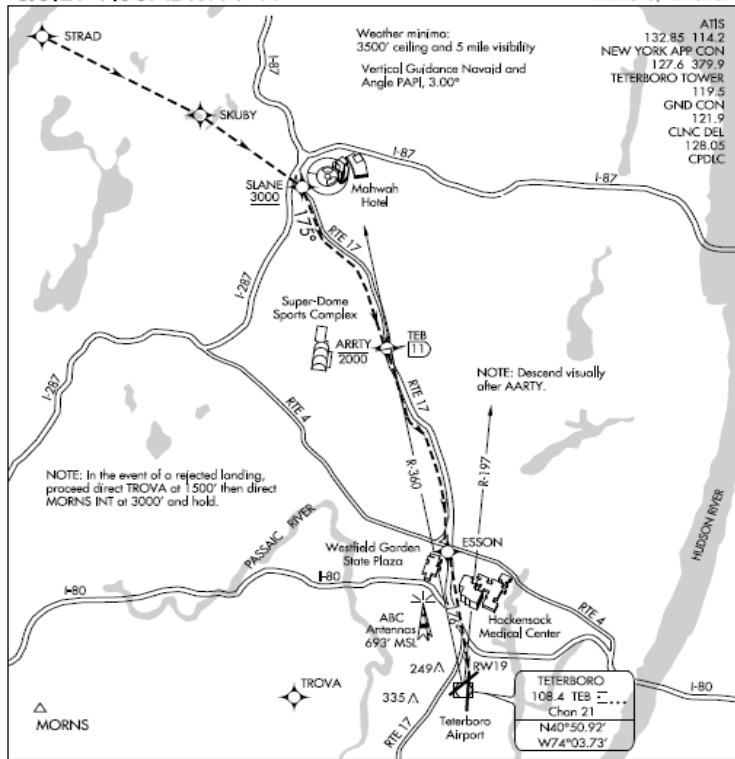 ATIS
132.85 114.2
NEW YORK APP CON
127.6 379.9
TETERBORO TOWER
119.5
GND CON
121.9
CLNC DEL
128.05
CPDLC
Weather minima:
3500' ceiling and 5 mile visibility
Vertical Guidance Navaid and
Angle PAPI, 3.00°
STRAD
I-87
SKUBY
I-87
SLANE
3000
Mahwah
Hotel
175°
RTE 17
I-287
Super-Dome
Sports Complex
ARRTY
2000
TEB
11
NOTE: Descend visually
after AARTY.
I-287
RTE 4
RTE 17
R-360
R-197
NOTE: In the event of a rejected landing,
proceed direct TROVA at 1500' then direct
MORNS INT at 3000' and hold.
HUDSON RIVER
PASSAIC RIVER
Westfield Garden
State Plaza
ESSON
I-80
I-80
ABC
Antennas
693' MSL
Hackensack
Medical Center
RTE 4
249
RW19
335
TROVA
MORNS
RTE 17
Teterboro
Airport
I-80
TETERBORO
108.4 TEB
Chan 21
N40°50.92'
W74°03.73'